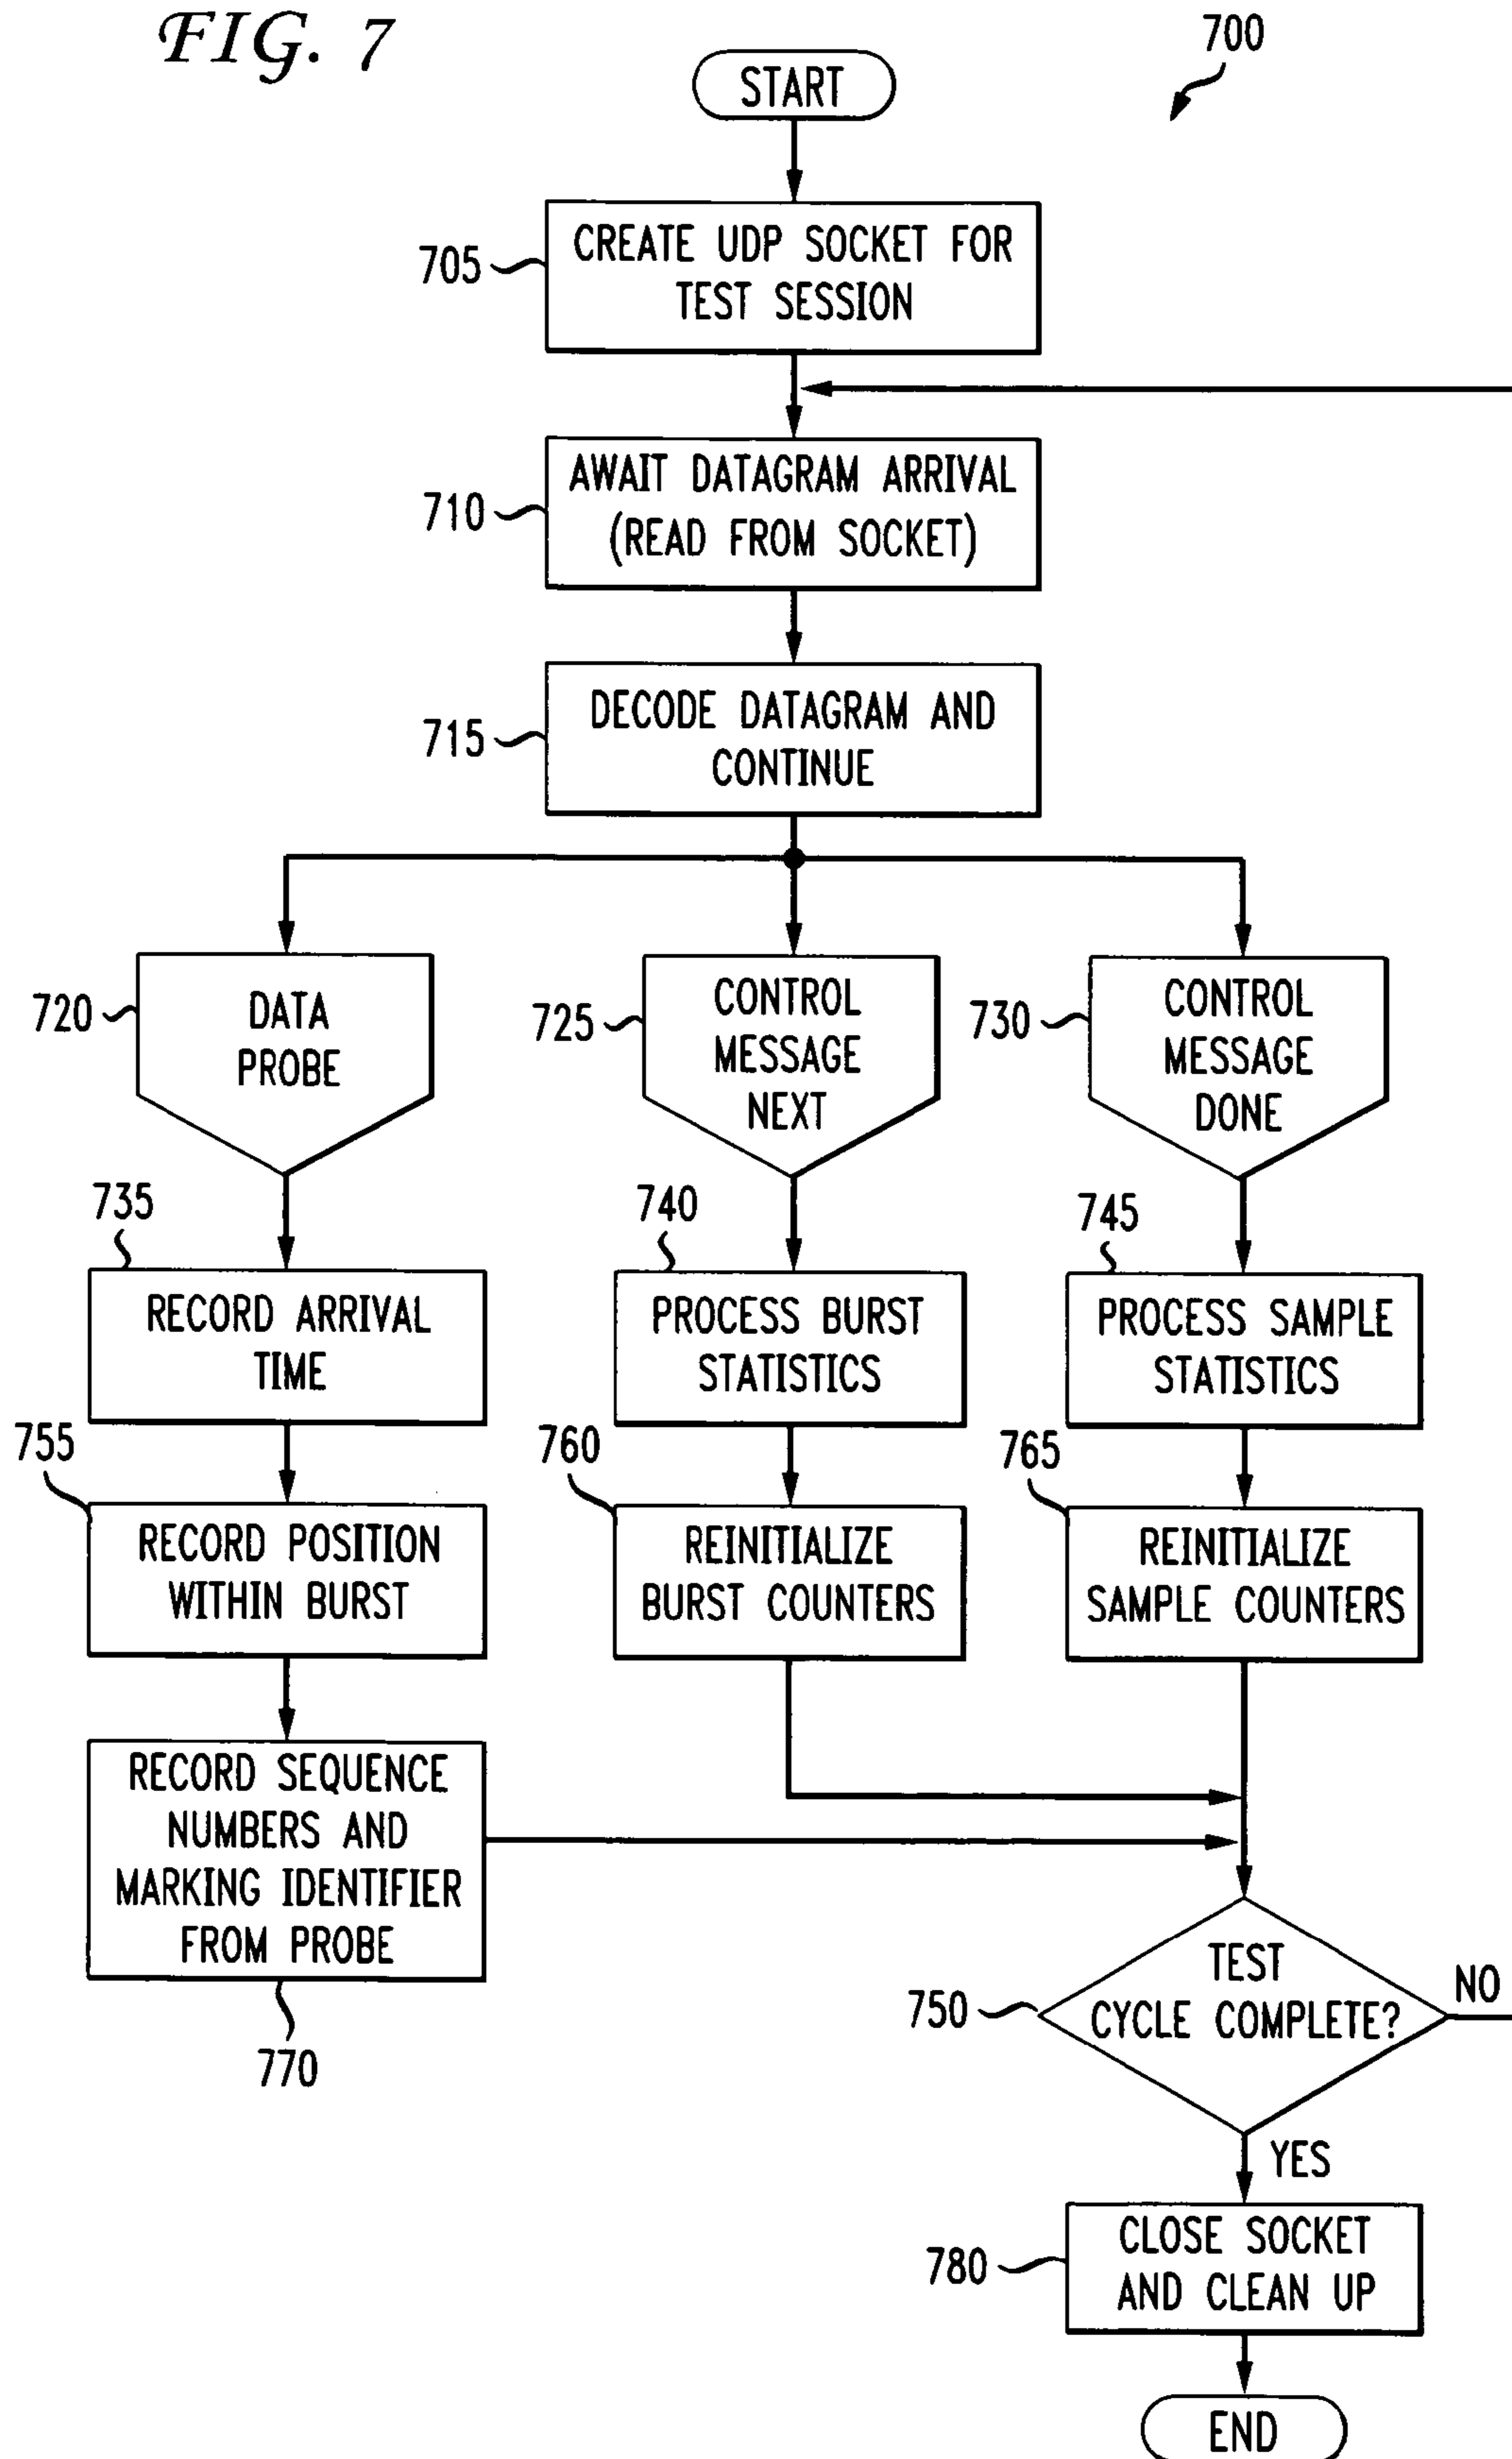 FIG. 7
700
START
705
CREATE UDP SOCKET FOR
TEST SESSION
710
AWAIT DATAGRAM ARRIVAL
(READ FROM SOCKET)
715
DECODE DATAGRAM AND
CONTINUE
720
DATA
PROBE
725
CONTROL
MESSAGE
NEXT
730
CONTROL
MESSAGE
DONE
735
RECORD ARRIVAL
TIME
740
PROCESS BURST
STATISTICS
745
PROCESS SAMPLE
STATISTICS
755
RECORD POSITION
WITHIN BURST
760
REINITIALIZE
BURST COUNTERS
765
REINITIALIZE
SAMPLE COUNTERS
RECORD SEQUENCE
NUMBERS AND
MARKING IDENTIFIER
FROM PROBE
770
750
TEST
CYCLE COMPLETE?
NO
YES
780
CLOSE SOCKET
AND CLEAN UP
END